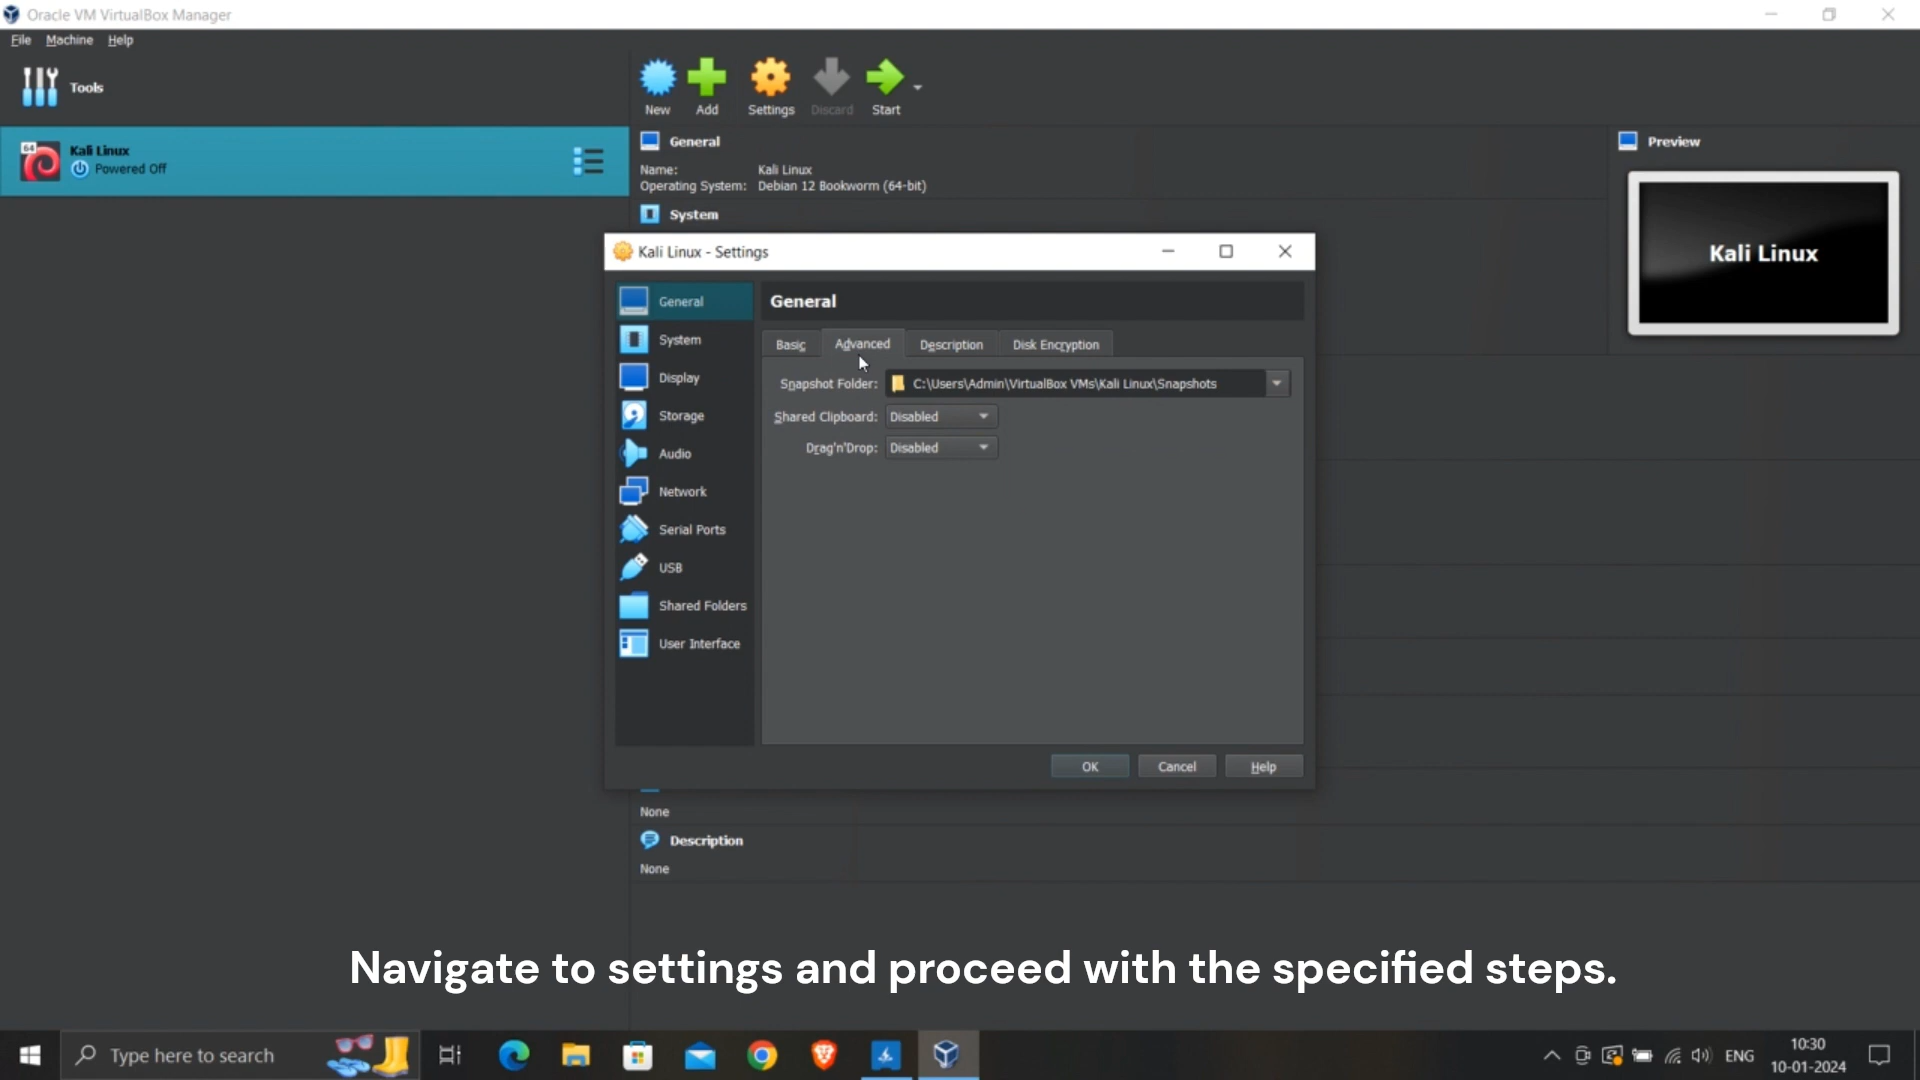 Oracle VM VirtualBox Manager
File Machine Help
Tools
New Add Settings Discard Start
64
Kali Linux
Powered Off
General
Name: Kali Linux
Operating System: Debian 12 Bookworm (64-bit)
System
Preview
Kali Linux
Kali Linux - Settings
General
System
Display
Storage
Audio
Network
Serial Ports
USB
Shared Folders
User Interface
General
Basic Advanced Description Disk Encryption
Snapshot Folder: C:\Users\Admin\VirtualBox VMs\Kali Linux\Snapshots
Shared Clipboard: Disabled
Drag'n'Drop: Disabled
OK Cancel Help
None
Description
None
Navigate to settings and proceed with the specified steps.
Type here to search
ENG
10:30
10-01-2024